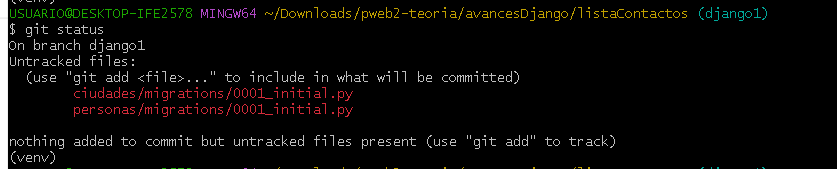 (venv)
USUARIO@DESKTOP-IFE2578 MINGW64 ~/Downloads/pweb2-teoria/avancesDjango/listaContactos (django1)
$ git status
On branch django1
Untracked files:
  (use "git add <file>..." to include in what will be committed)
        ciudades/migrations/0001_initial.py
        personas/migrations/0001_initial.py

nothing added to commit but untracked files present (use "git add" to track)
(venv)